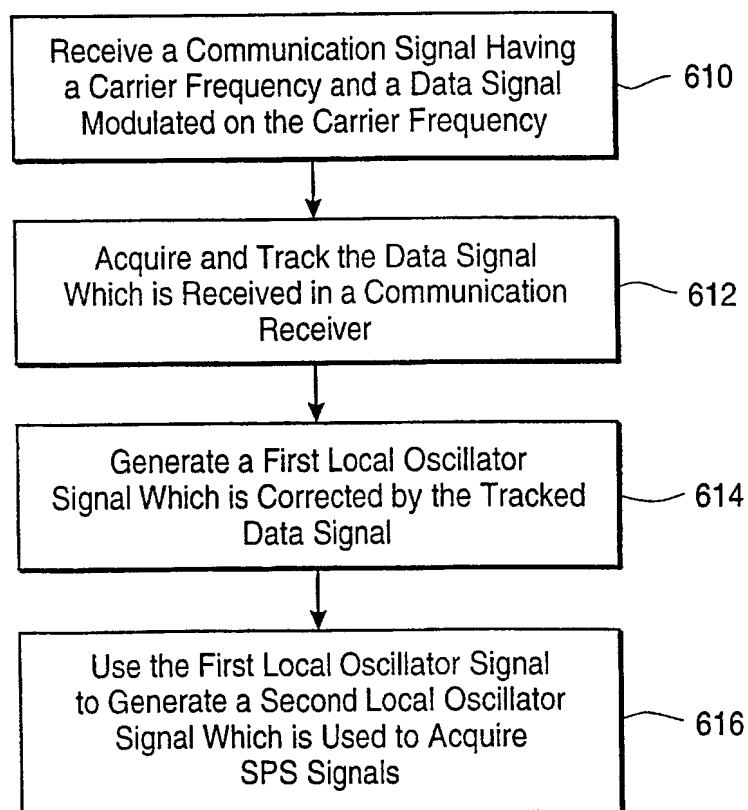 Receive a Communication Signal Having
a Carrier Frequency and a Data Signal
Modulated on the Carrier Frequency
610
Acquire and Track the Data Signal
Which is Received in a Communication
Receiver
612
Generate a First Local Oscillator
Signal Which is Corrected by the Tracked
Data Signal
614
Use the First Local Oscillator Signal
to Generate a Second Local Oscillator
Signal Which is Used to Acquire
SPS Signals
616